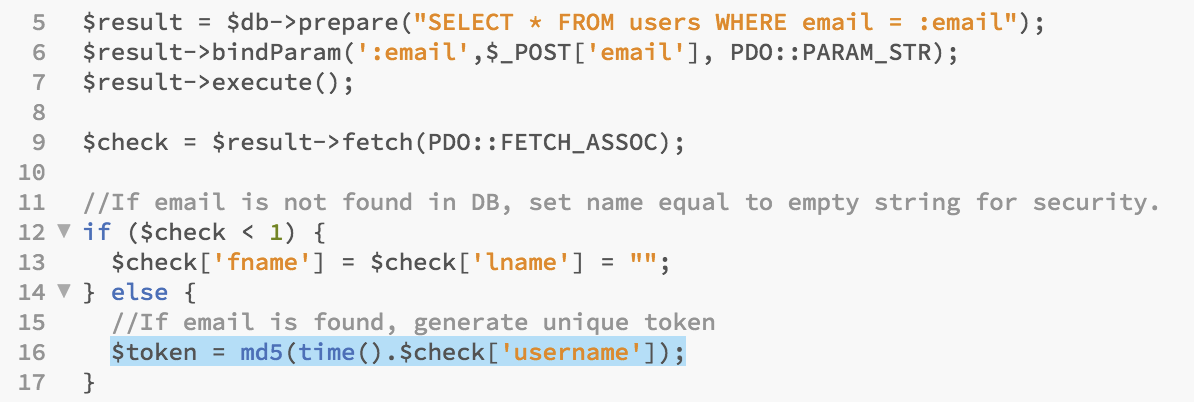 5 $result = $db->prepare("SELECT * FROM users WHERE email = :email");
6 $result->bindParam(':email',$_POST['email'], PDO::PARAM_STR);
7 $result->execute();
8
9 $check = $result->fetch(PDO::FETCH_ASSOC);
10
11 //If email is not found in DB, set name equal to empty string for security.
12 if ($check < 1) {
13 $check['fname'] = $check['lname'] = "";
14 } else {
15 //If email is found, generate unique token
16 $token = md5(time().$check['username']);
17 }